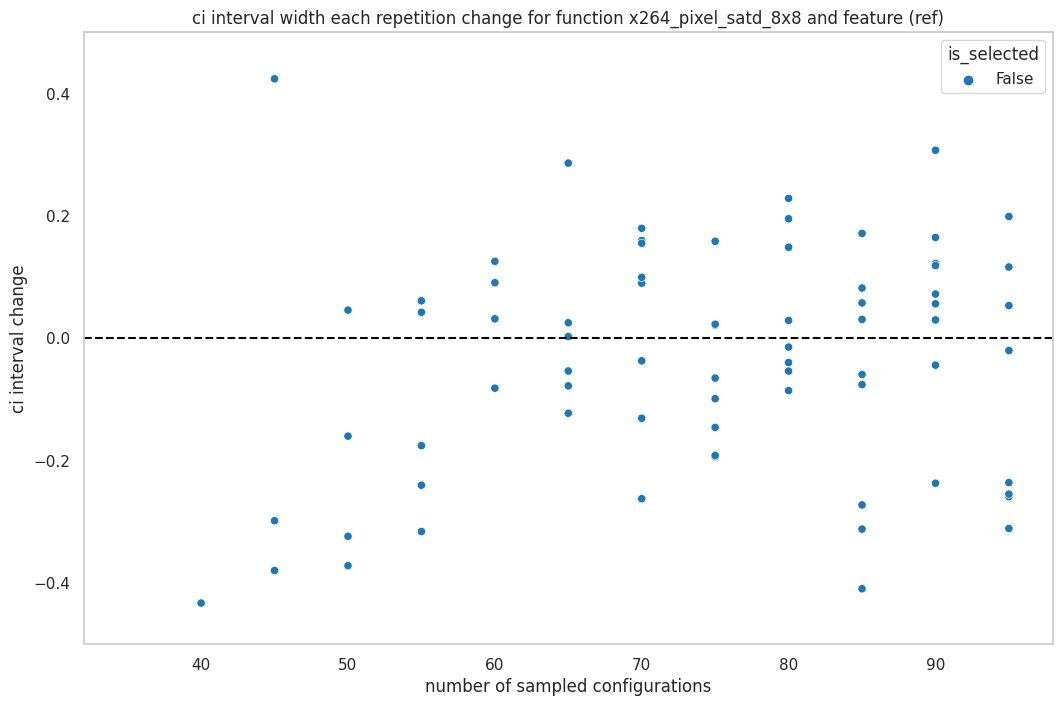 ci interval width each repetition change for function x264_pixel_satd_8x8 and feature (ref)
is_selected
False
ci interval change
0.4
0.2
0.0
−0.2
−0.4
40 50 60 70 80 90
number of sampled configurations